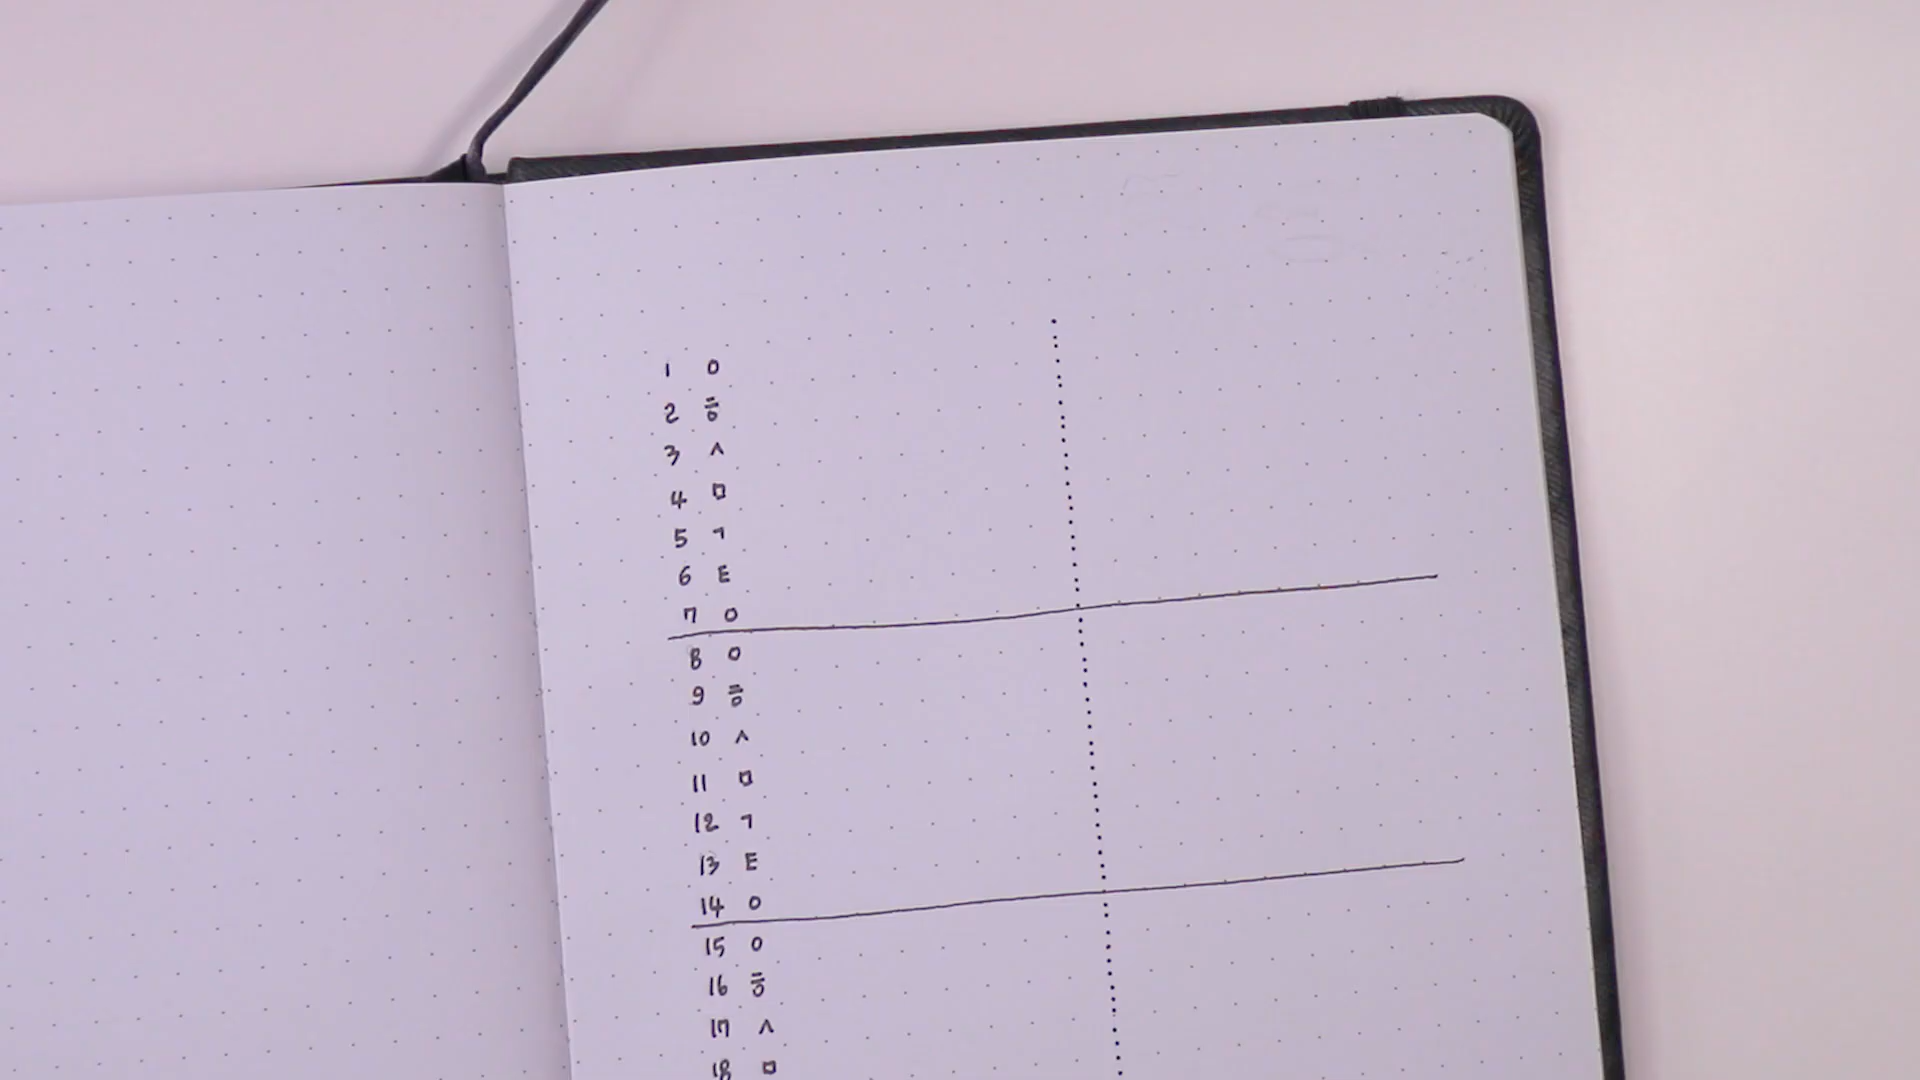 1 ㅇ
2 ㅎ
3 ㅅ
4 ㅁ
5 ㄱ
6 ㅌ
7 ㅇ
8 ㅇ
9 ㅎ
10 ㅅ
11 ㅁ
12 ㄱ
13 ㅌ
14 ㅇ
15 ㅇ
16 ㅎ
17 ㅅ
18 ㅁ